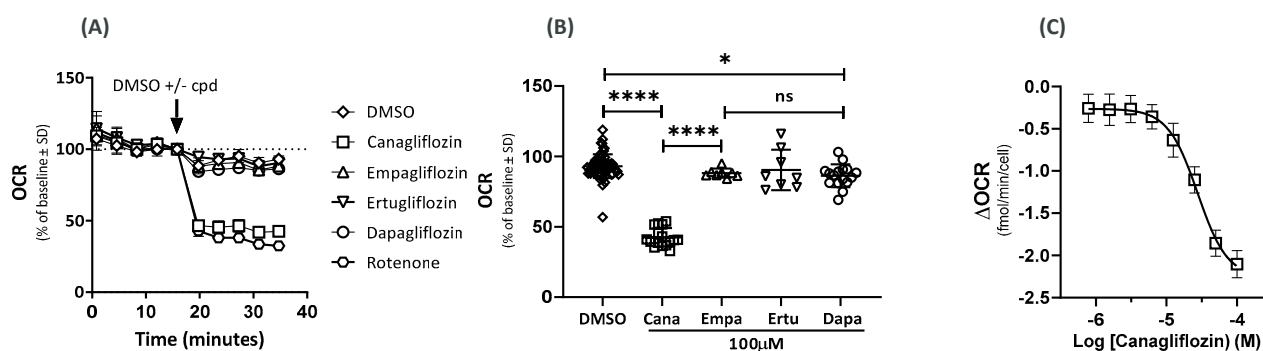 (A)
(B)
(C)
DMSO +/- cpd
150
100
50
0
0 10 20 30 40
Time (minutes)
OCR
(% of baseline ± SD)
DMSO
Canagliflozin
Empagliflozin
Ertugliflozin
Dapagliflozin
Rotenone
*
****
ns
****
150
100
50
0
OCR
(% of baseline ± SD)
DMSO Cana Empa Ertu Dapa
100μM
0.0
-0.5
-1.0
-1.5
-2.0
-2.5
ΔOCR
(fmol/min/cell)
-6 -5 -4
Log [Canagliflozin) (M)